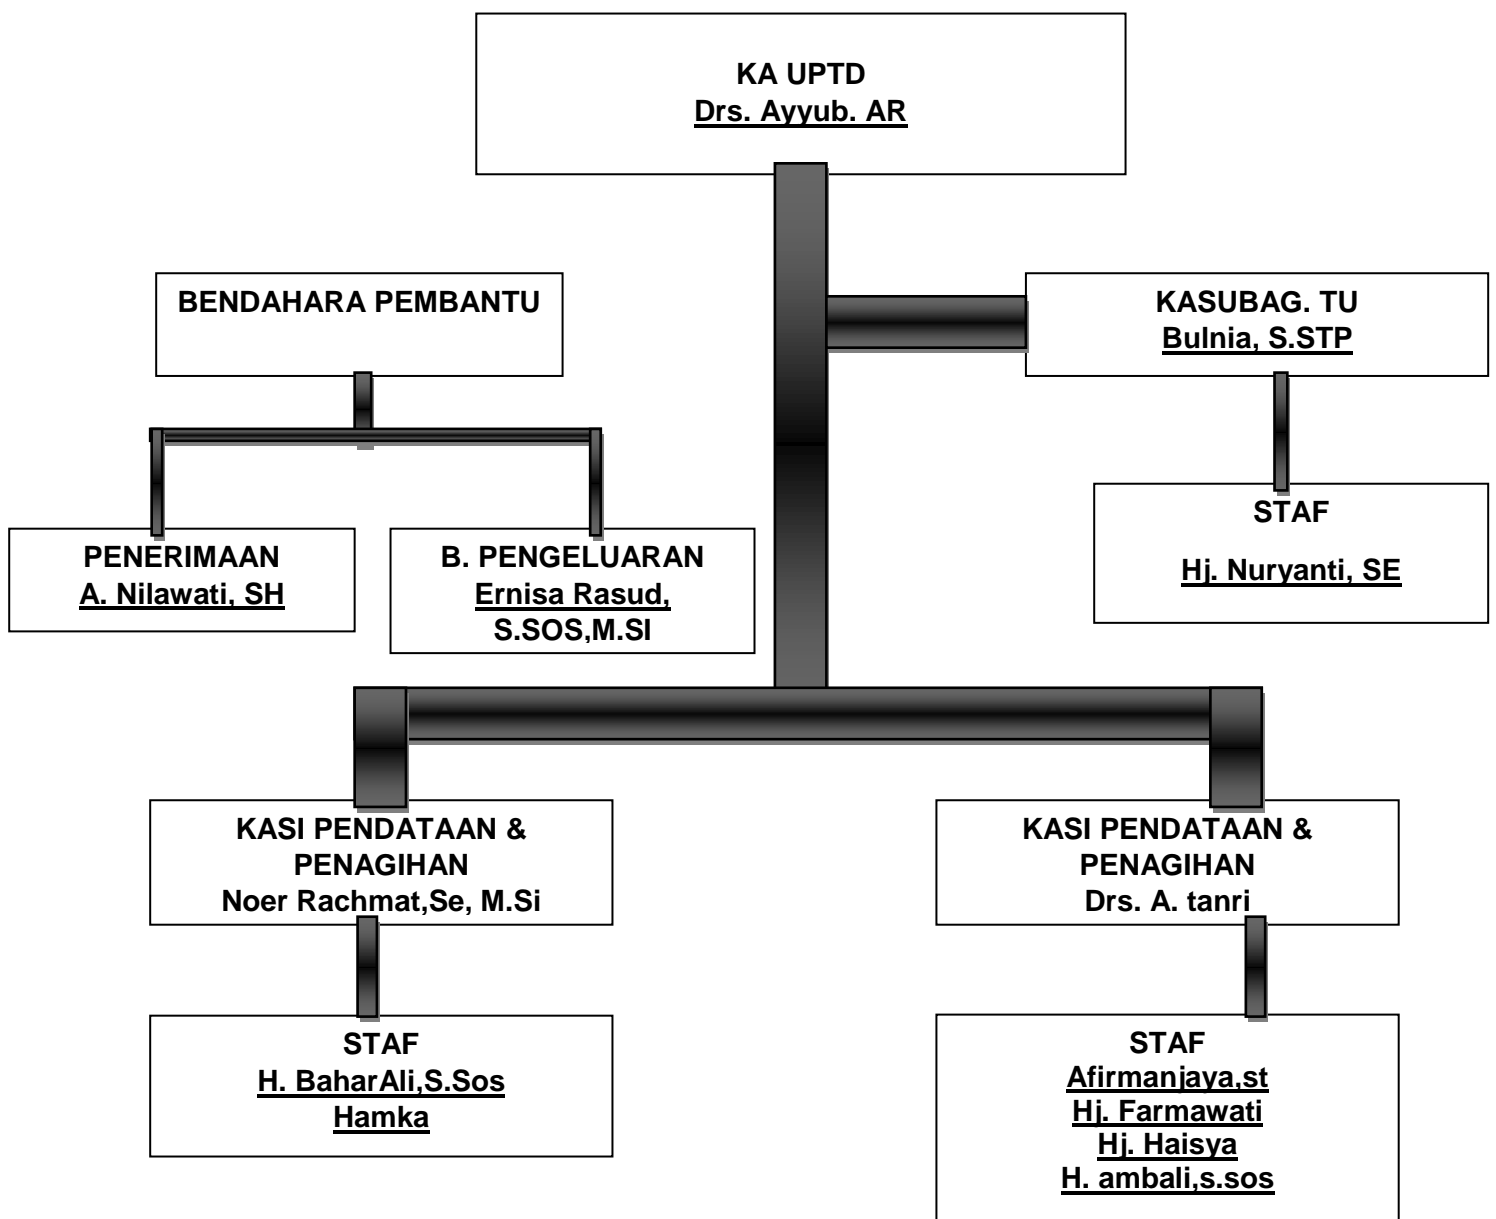 KA UPTD
Drs. Ayyub. AR
BENDAHARA PEMBANTU
KASUBAG. TU
Bulnia, S.STP
PENERIMAAN
A. Nilawati, SH
B. PENGELUARAN
Ernisa Rasud,
S.SOS,M.SI
STAF
Hj. Nuryanti, SE
KASI PENDATAAN &
PENAGIHAN
Noer Rachmat,Se, M.Si
KASI PENDATAAN &
PENAGIHAN
Drs. A. tanri
STAF
H. BaharAli,S.Sos
Hamka
STAF
Afirmanjaya,st
Hj. Farmawati
Hj. Haisya
H. ambali,s.sos